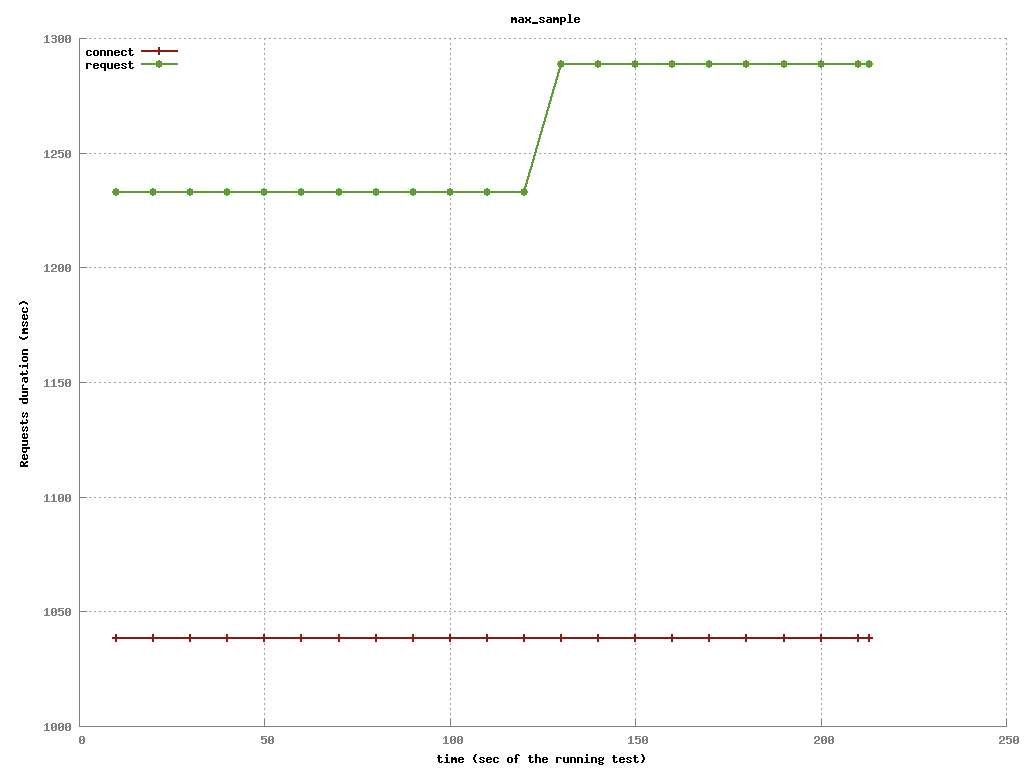 max_sample
1300
connect
request
1250
1200
1150
1100
1050
1000
0 50 100 150 200 250
Requests duration (msec)
time (sec of the running test)